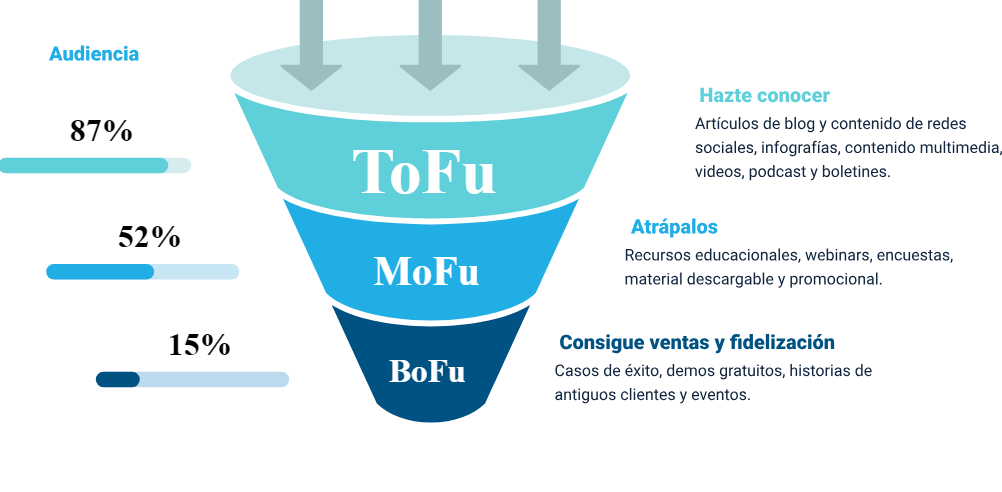 Audiencia
87%
52%
15%
ToFu
MoFu
BoFu
Hazte conocer
Artículos de blog y contenido de redes
sociales, infografías, contenido multimedia,
videos, podcast y boletines.
Atrápalos
Recursos educacionales, webinars, encuestas,
material descargable y promocional.
Consigue ventas y fidelización
Casos de éxito, demos gratuitos, historias de
antiguos clientes y eventos.